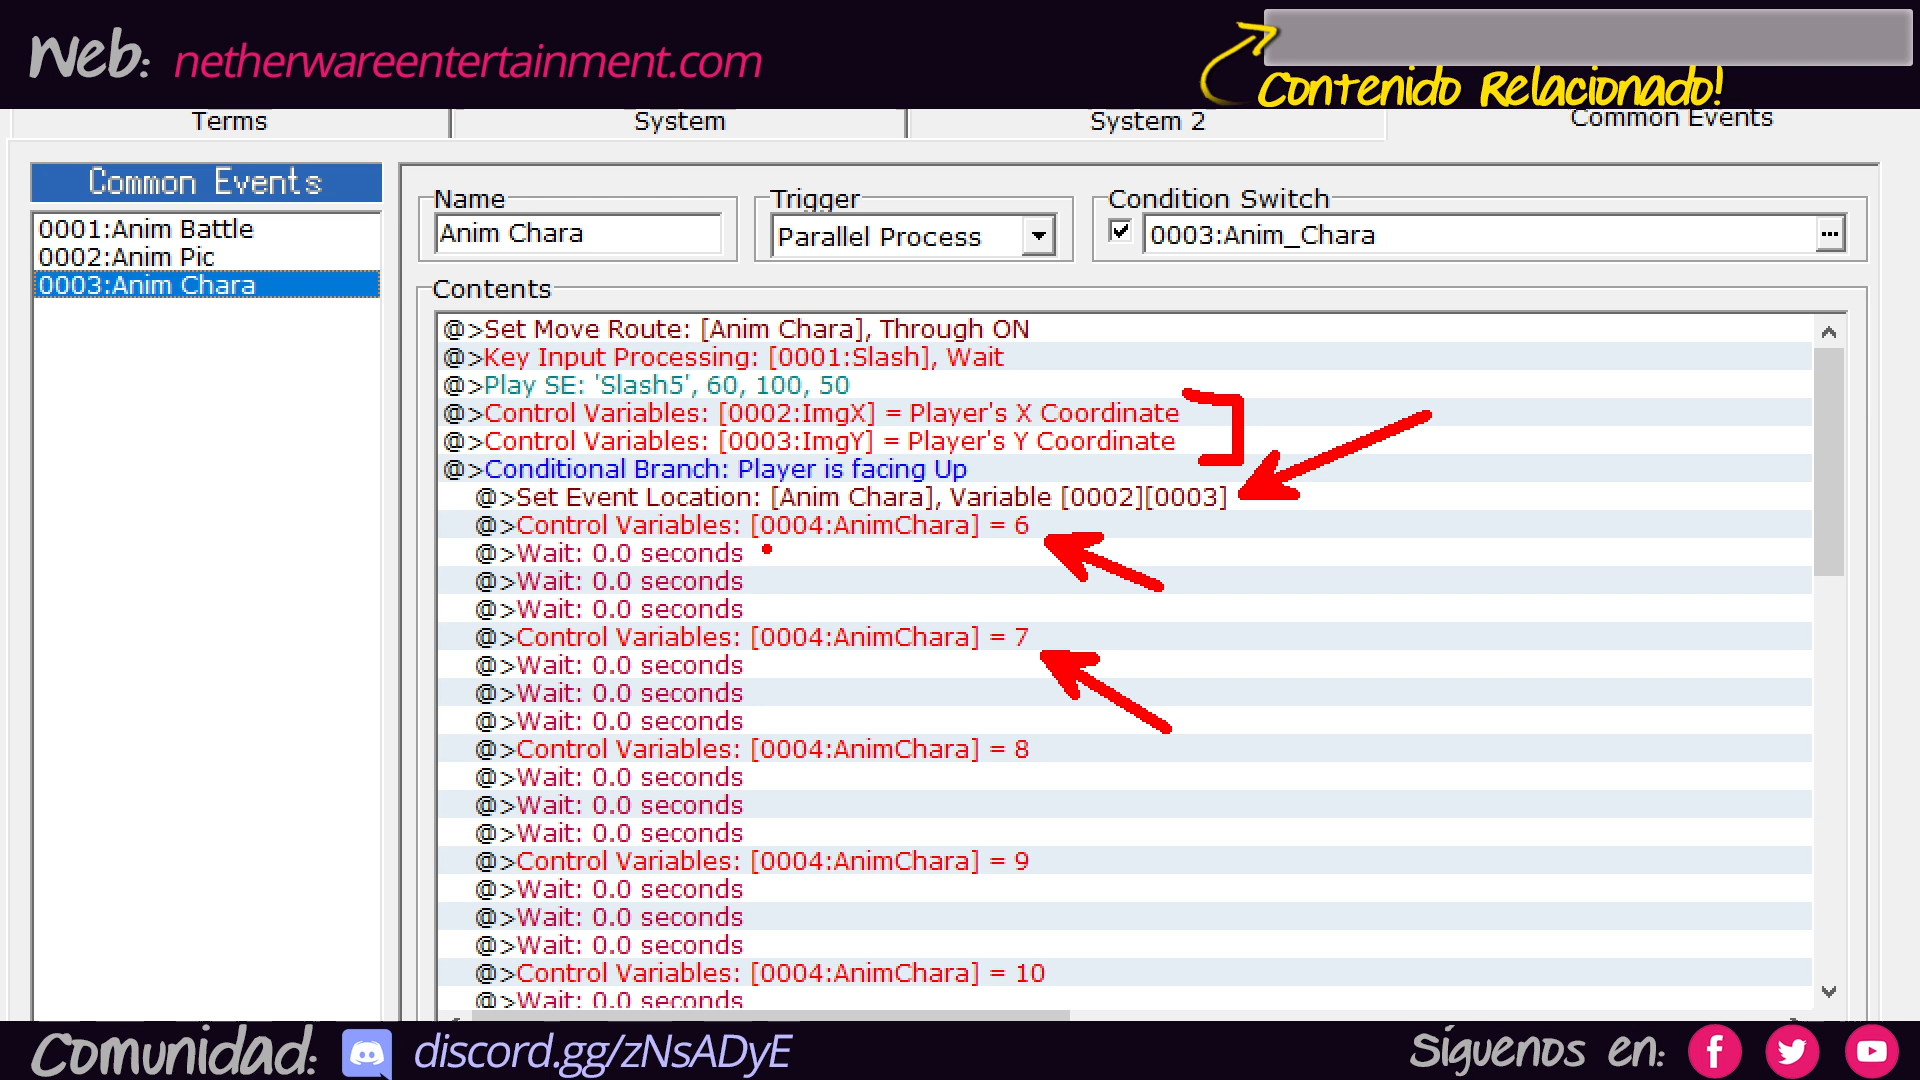 Web: netherwareentertainment.com
Contenido Relacionado!
Terms
System
System 2
Common Events
Common Events
0001:Anim Battle
0002:Anim Pic
0003:Anim Chara
Name
Anim Chara
Trigger
Parallel Process
Condition Switch
0003:Anim_Chara
...
Contents
@>Set Move Route: [Anim Chara], Through ON
@>Key Input Processing: [0001:Slash], Wait
@>Play SE: 'Slash5', 60, 100, 50
@>Control Variables: [0002:ImgX] = Player's X Coordinate
@>Control Variables: [0003:ImgY] = Player's Y Coordinate
@>Conditional Branch: Player is facing Up
@>Set Event Location: [Anim Chara], Variable [0002][0003]
@>Control Variables: [0004:AnimChara] = 6
@>Wait: 0.0 seconds
@>Wait: 0.0 seconds
@>Wait: 0.0 seconds
@>Control Variables: [0004:AnimChara] = 7
@>Wait: 0.0 seconds
@>Wait: 0.0 seconds
@>Wait: 0.0 seconds
@>Control Variables: [0004:AnimChara] = 8
@>Wait: 0.0 seconds
@>Wait: 0.0 seconds
@>Wait: 0.0 seconds
@>Control Variables: [0004:AnimChara] = 9
@>Wait: 0.0 seconds
@>Wait: 0.0 seconds
@>Wait: 0.0 seconds
@>Control Variables: [0004:AnimChara] = 10
@>Wait: 0.0 seconds
Comunidad: discord.gg/zNsADyE
Síguenos en: